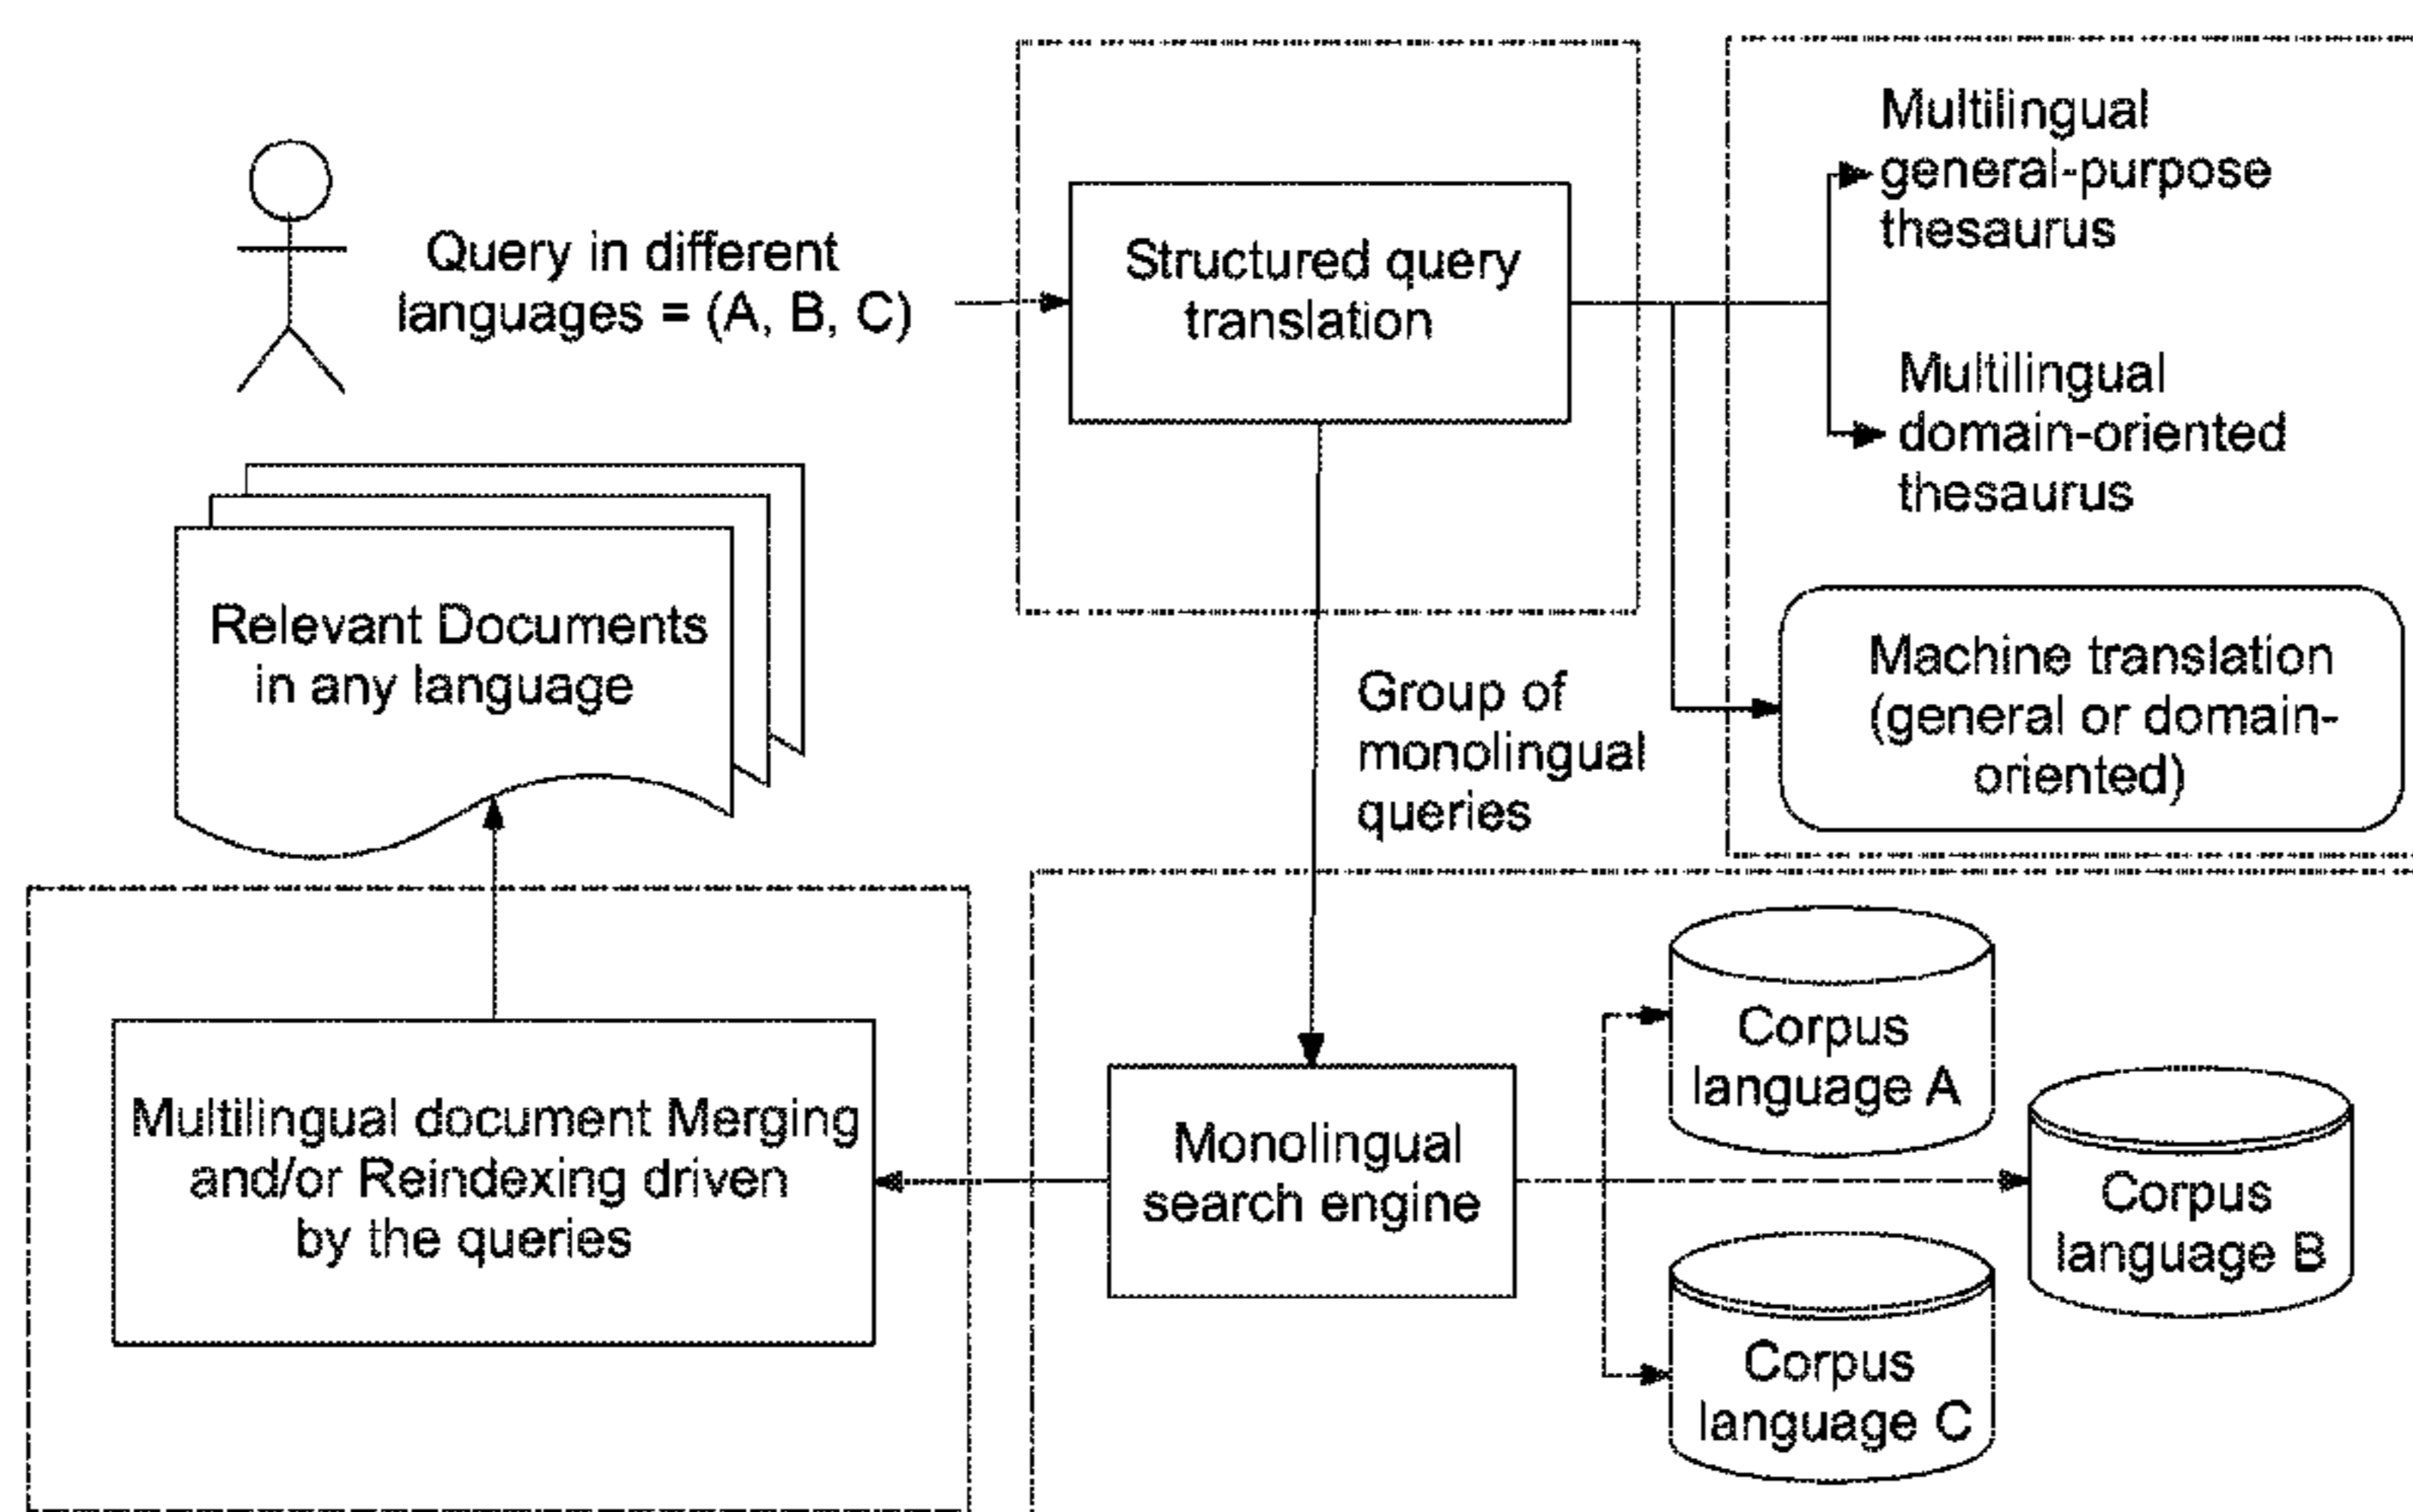 Query in different
languages = (A, B, C)
Structured query
translation
Multilingual
general-purpose
thesaurus
Multilingual
domain-oriented
thesaurus
Machine translation
(general or domain-
oriented)
Relevant Documents
in any language
Group of
monolingual
queries
Multilingual document Merging
and/or Reindexing driven
by the queries
Monolingual
search engine
Corpus
language A
Corpus
language B
Corpus
language C